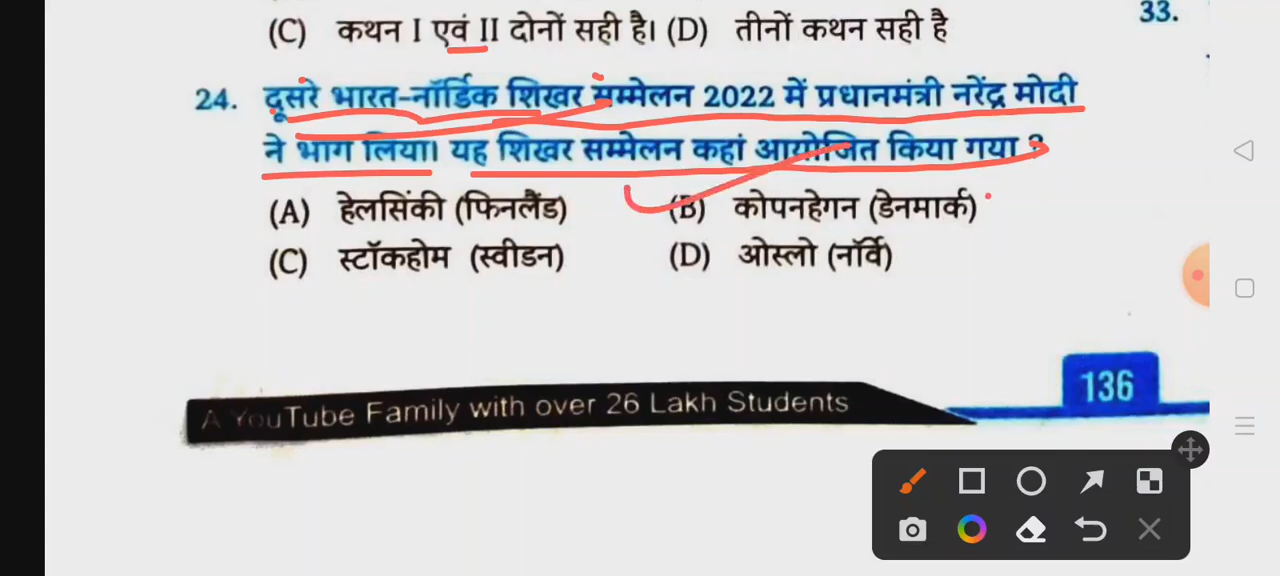 (C) कथन I एवं II दोनों सही है। (D) तीनों कथन सही है
33.
24. दूसरे भारत-नॉर्डिक शिखर सम्मेलन 2022 में प्रधानमंत्री नरेंद्र मोदी
ने भाग लिया। यह शिखर सम्मेलन कहां आयोजित किया गया ?
(A) हेलसिंकी (फिनलैंड) (B) कोपनहेगन (डेनमार्क)
(C) स्टॉकहोम (स्वीडन) (D) ओस्लो (नॉर्वे)
A YouTube Family with over 26 Lakh Students
136